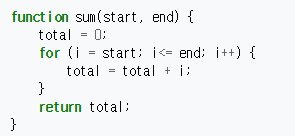 function sum(start, end) {
    total = 0;
    for (i = start; i<= end; i++) {
        total = total + i;
    }
    return total;
}